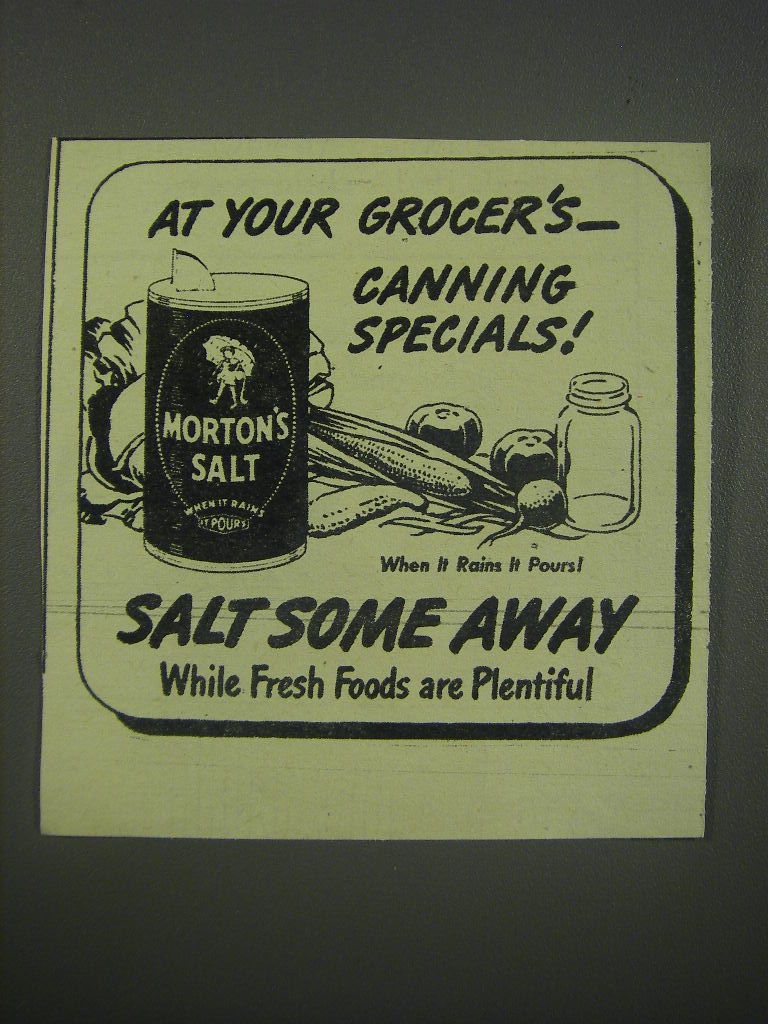 AT YOUR GROCER'S—
CANNING
SPECIALS!
MORTON'S
SALT
WHEN IT RAINS
IT POURS
When It Rains It Pours!
SALT SOME AWAY
While Fresh Foods are Plentiful